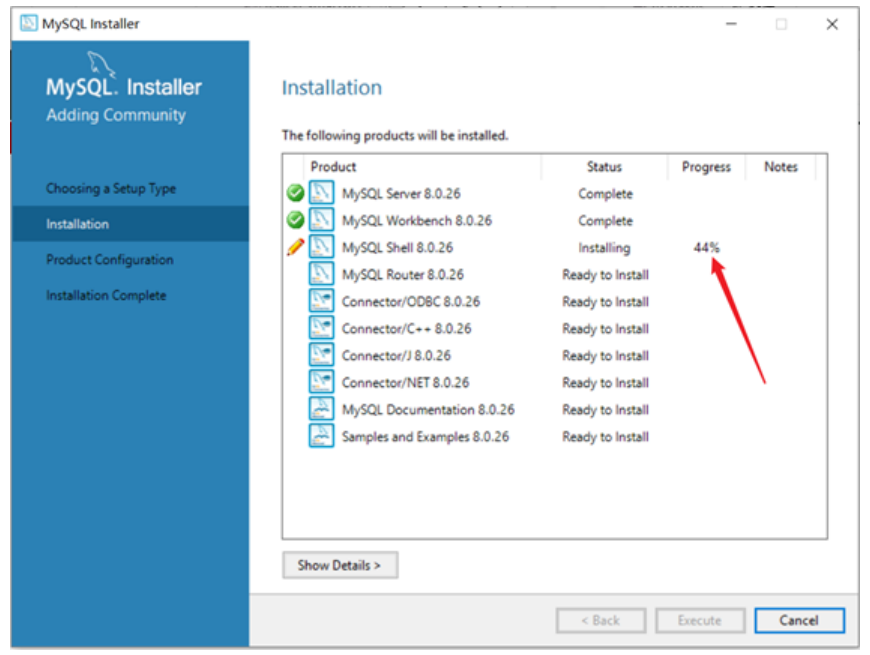 MySQL Installer
MySQL. Installer
Adding Community
Choosing a Setup Type
Installation
Product Configuration
Installation Complete
Installation
The following products will be installed.
Product Status Progress Notes
MySQL Server 8.0.26 Complete
MySQL Workbench 8.0.26 Complete
MySQL Shell 8.0.26 Installing 44%
MySQL Router 8.0.26 Ready to Install
Connector/ODBC 8.0.26 Ready to Install
Connector/C++ 8.0.26 Ready to Install
Connector/J 8.0.26 Ready to Install
Connector/NET 8.0.26 Ready to Install
MySQL Documentation 8.0.26 Ready to Install
Samples and Examples 8.0.26 Ready to Install
Show Details >
< Back Execute Cancel